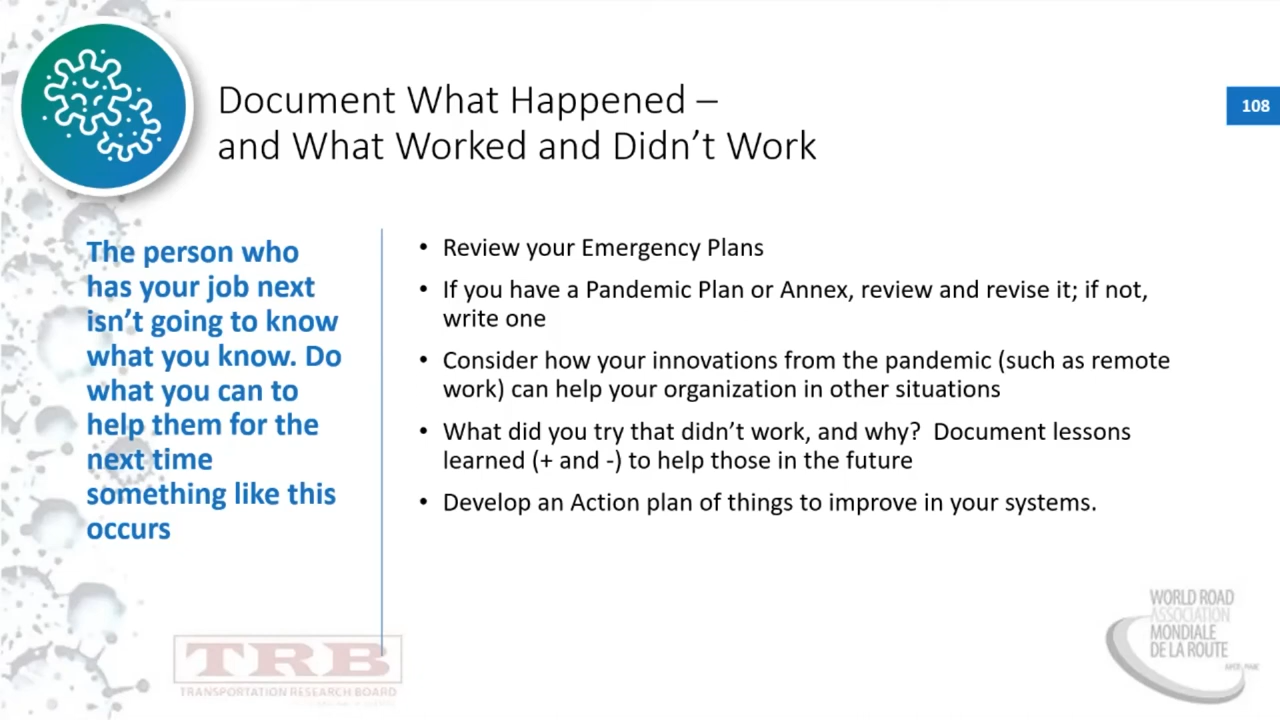 Document What Happened –
and What Worked and Didn’t Work
108
The person who
has your job next
isn’t going to know
what you know. Do
what you can to
help them for the
next time
something like this
occurs
• Review your Emergency Plans
• If you have a Pandemic Plan or Annex, review and revise it; if not,
write one
• Consider how your innovations from the pandemic (such as remote
work) can help your organization in other situations
• What did you try that didn’t work, and why?  Document lessons
learned (+ and -) to help those in the future
• Develop an Action plan of things to improve in your systems.
TRB
TRANSPORTATION RESEARCH BOARD
WORLD ROAD
ASSOCIATION
MONDIALE
DE LA ROUTE